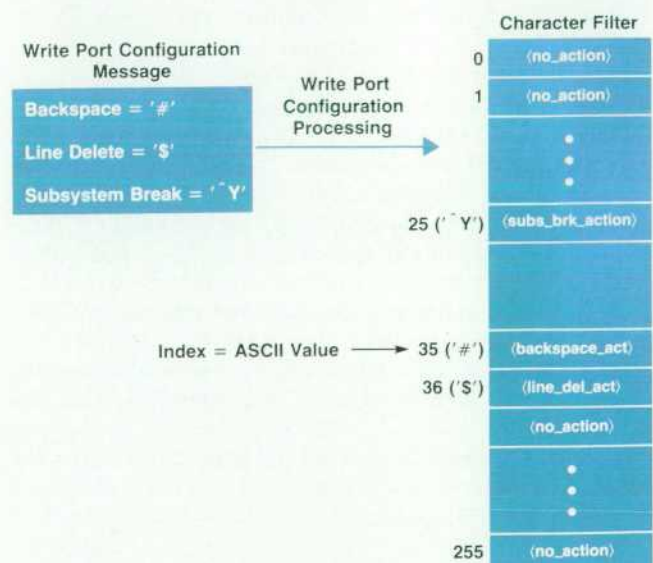 Write Port Configuration
Message
Backspace = '#'
Line Delete = '$'
Subsystem Break = '^Y'
Write Port
Configuration
Processing
Character Filter
0 ⟨no_action⟩
1 ⟨no_action⟩
25 ('^Y') ⟨subs_brk_action⟩
Index = ASCII Value 35 ('#') ⟨backspace_act⟩
36 ('$') ⟨line_del_act⟩
⟨no_action⟩
255 ⟨no_action⟩